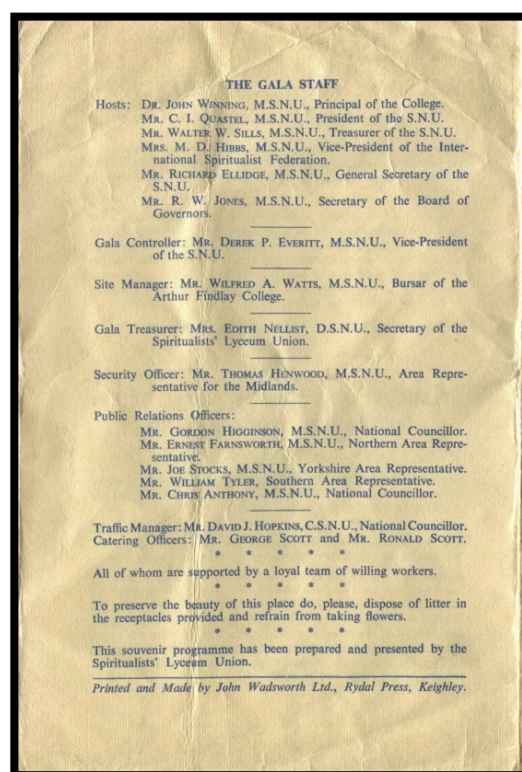 THE GALA STAFF
Hosts: DR. JOHN WINNING, M.S.N.U., Principal of the College.
MR. C. I. QUASTEL, M.S.N.U., President of the S.N.U.
MR. WALTER W. SILLS, M.S.N.U., Treasurer of the S.N.U.
MRS. M. D. HIBBS, M.S.N.U., Vice-President of the Inter-
national Spiritualist Federation.
MR. RICHARD ELLIDGE, M.S.N.U., General Secretary of the
S.N.U.
MR. R. W. JONES, M.S.N.U., Secretary of the Board of
Governors.
Gala Controller: MR. DEREK P. EVERITT, M.S.N.U., Vice-President
of the S.N.U.
Site Manager: MR. WILFRED A. WATTS, M.S.N.U., Bursar of the
Arthur Findlay College.
Gala Treasurer: MRS. EDITH NELLIST, D.S.N.U., Secretary of the
Spiritualists' Lyceum Union.
Security Officer: MR. THOMAS HENWOOD, M.S.N.U., Area Repre-
sentative for the Midlands.
Public Relations Officers:
MR. GORDON HIGGINSON, M.S.N.U., National Councillor.
MR. ERNEST FARNSWORTH, M.S.N.U., Northern Area Repre-
sentative.
MR. JOE STOCKS, M.S.N.U., Yorkshire Area Representative.
MR. WILLIAM TYLER, Southern Area Representative.
MR. CHRIS ANTHONY, M.S.N.U., National Councillor.
Traffic Manager: MR. DAVID J. HOPKINS, C.S.N.U., National Councillor.
Catering Officers: MR. GEORGE SCOTT and MR. RONALD SCOTT.
* * * * *
All of whom are supported by a loyal team of willing workers.
* * * * *
To preserve the beauty of this place do, please, dispose of litter in
the receptacles provided and refrain from taking flowers.
* * * * *
This souvenir programme has been prepared and presented by the
Spiritualists' Lyceum Union.
Printed and Made by John Wadsworth Ltd., Rydal Press, Keighley.